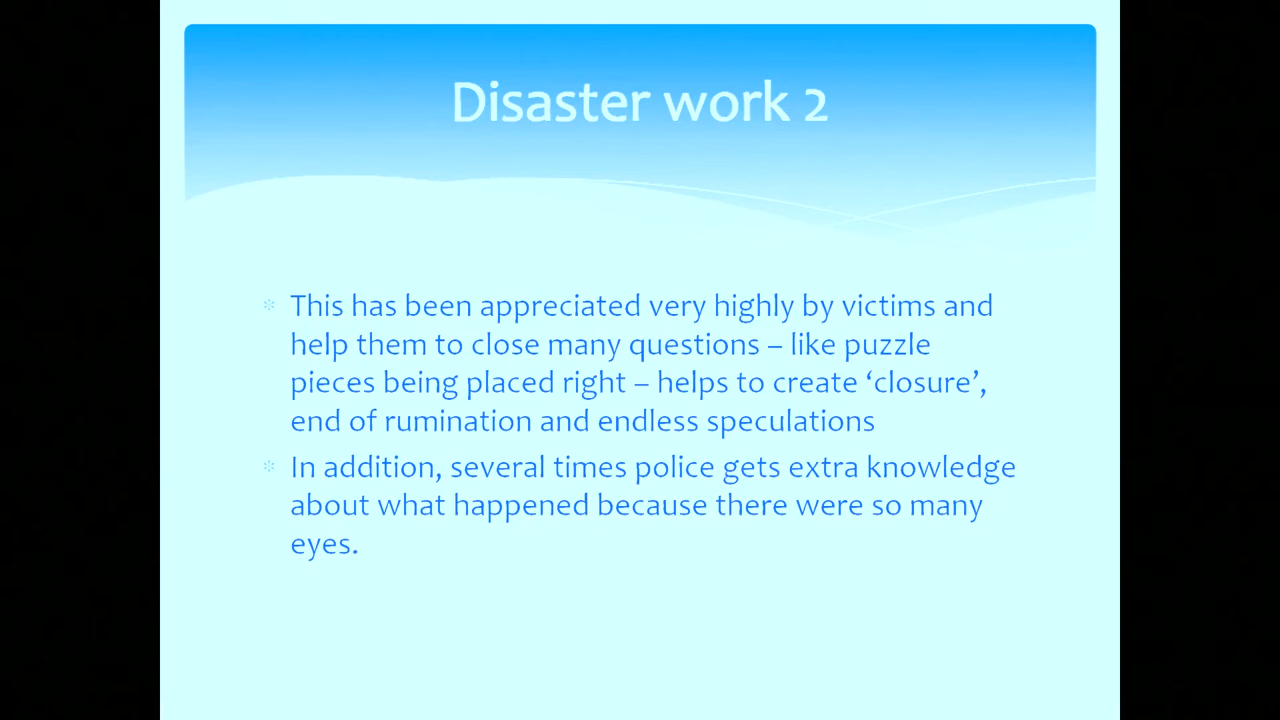 Disaster work 2
This has been appreciated very highly by victims and
help them to close many questions – like puzzle
pieces being placed right – helps to create ‘closure’,
end of rumination and endless speculations
In addition, several times police gets extra knowledge
about what happened because there were so many
eyes.